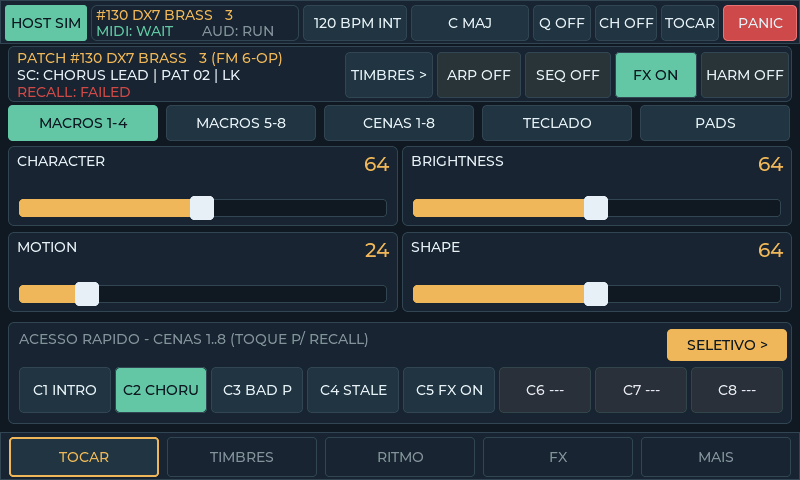 HOST SIM
#130 DX7 BRASS   3
MIDI: WAIT AUD: RUN
120 BPM INT
C MAJ
Q OFF
CH OFF
TOCAR
PANIC
PATCH #130 DX7 BRASS   3 (FM 6-OP)
SC: CHORUS LEAD | PAT 02 | LK
RECALL: FAILED
TIMBRES >
ARP OFF
SEQ OFF
FX ON
HARM OFF
MACROS 1-4
MACROS 5-8
CENAS 1-8
TECLADO
PADS
CHARACTER 64
BRIGHTNESS 64
MOTION 24
SHAPE 64
ACESSO RAPIDO - CENAS 1..8 (TOQUE P/ RECALL)
SELETIVO >
C1 INTRO
C2 CHORU
C3 BAD P
C4 STALE
C5 FX ON
C6 ---
C7 ---
C8 ---
TOCAR
TIMBRES
RITMO
FX
MAIS